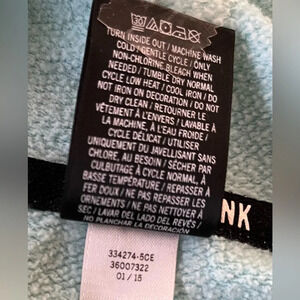 TURN INSIDE OUT / MACHINE WASH
COLD / GENTLE CYCLE / ONLY
NON-CHLORINE BLEACH WHEN
NEEDED / TUMBLE DRY NORMAL
CYCLE LOW HEAT / COOL IRON / DO
NOT IRON ON DECORATION / DO NOT
DRY CLEAN / RETOURNER LE
VÊTEMENT À L'ENVERS / LAVABLE À
LA MACHINE, À L'EAU FROIDE /
CYCLE DÉLICAT / UTILISER
UNIQUEMENT DU JAVELLISANT SANS
CHLORE, AU BESOIN / SÉCHER PAR
CULBUTAGE À CYCLE NORMAL, À
BASSE TEMPÉRATURE / REPASSER À
FER DOUX / NE PAS REPASSER LES
ORNEMENTS / NE PAS NETTOYER À
SEC / LAVAR DEL LADO DEL REVÉS /
NO PLANCHAR LA DECORACIÓN
NK
334274-5CE
36007322
01 / 15